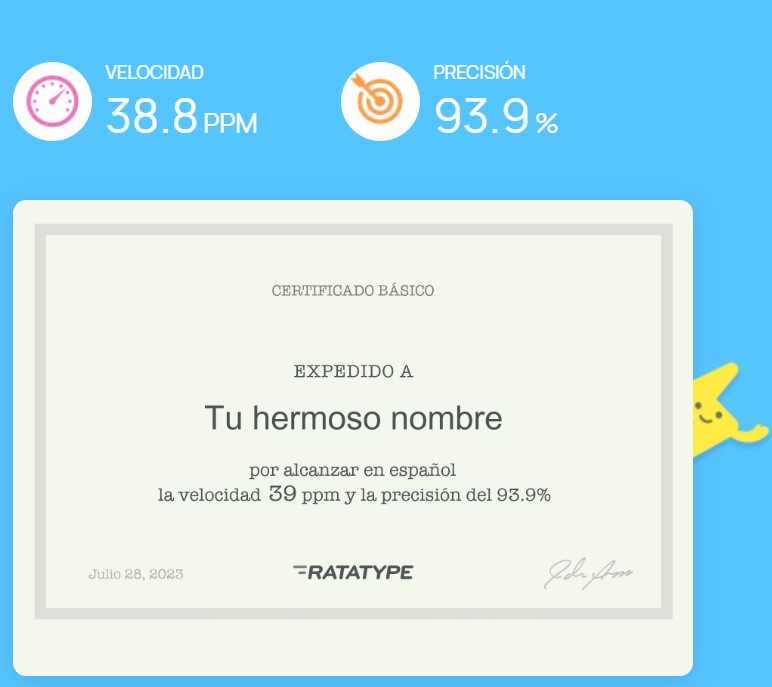 VELOCIDAD
38.8 PPM
PRECISIÓN
93.9 %
CERTIFICADO BÁSICO
EXPEDIDO A
Tu hermoso nombre
por alcanzar en español
la velocidad 39 ppm y la precisión del 93.9%
Julio 28, 2023
RATATYPE